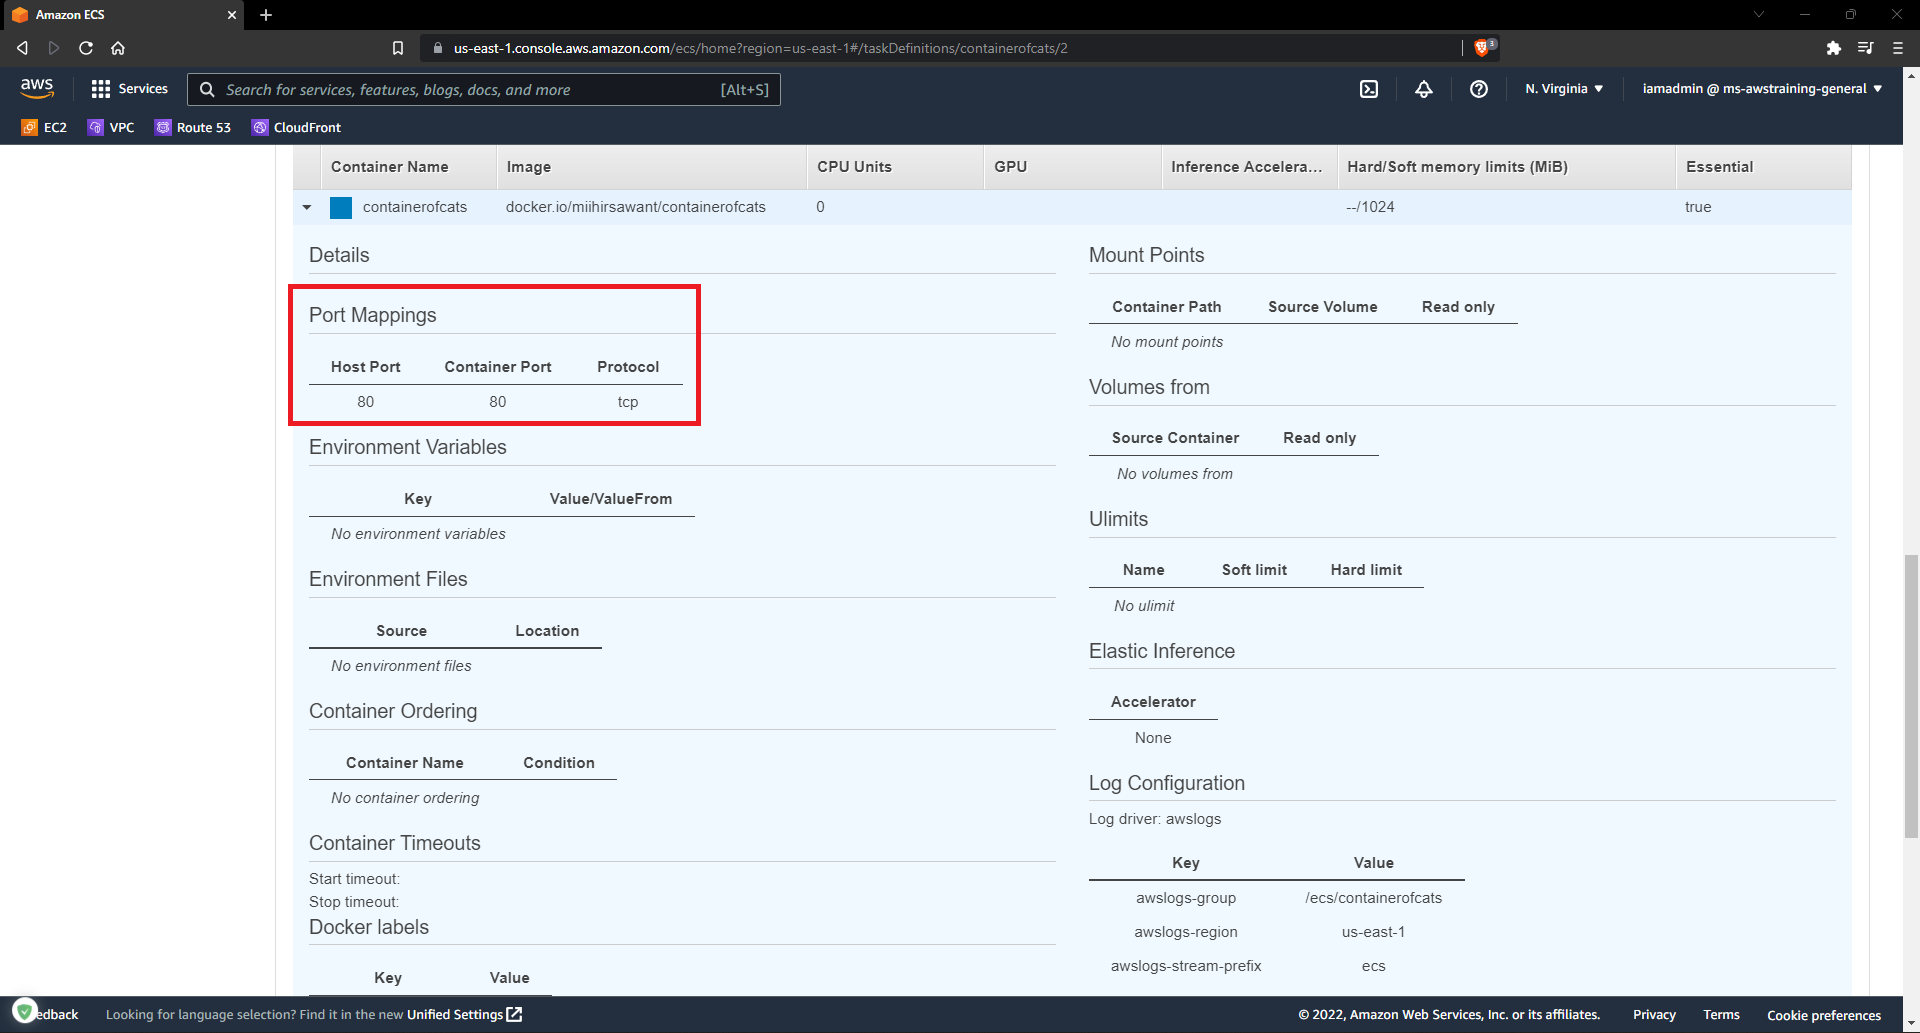 Amazon ECS
us-east-1.console.aws.amazon.com/ecs/home?region=us-east-1#/taskDefinitions/containerofcats/2
3
aws
Services
Search for services, features, blogs, docs, and more
[Alt+S]
N. Virginia
iamadmin @ ms-awstraining-general
EC2
VPC
Route 53
CloudFront
Container Name Image CPU Units GPU Inference Accelera... Hard/Soft memory limits (MiB) Essential
containerofcats docker.io/miihirsawant/containerofcats 0 --/1024 true
Details
Port Mappings
Host Port Container Port Protocol
80 80 tcp
Environment Variables
Key Value/ValueFrom
No environment variables
Environment Files
Source Location
No environment files
Container Ordering
Container Name Condition
No container ordering
Container Timeouts
Start timeout:
Stop timeout:
Docker labels
Key Value
Mount Points
Container Path Source Volume Read only
No mount points
Volumes from
Source Container Read only
No volumes from
Ulimits
Name Soft limit Hard limit
No ulimit
Elastic Inference
Accelerator
None
Log Configuration
Log driver: awslogs
Key Value
awslogs-group /ecs/containerofcats
awslogs-region us-east-1
awslogs-stream-prefix ecs
edback
Looking for language selection? Find it in the new Unified Settings
© 2022, Amazon Web Services, Inc. or its affiliates.
Privacy
Terms
Cookie preferences